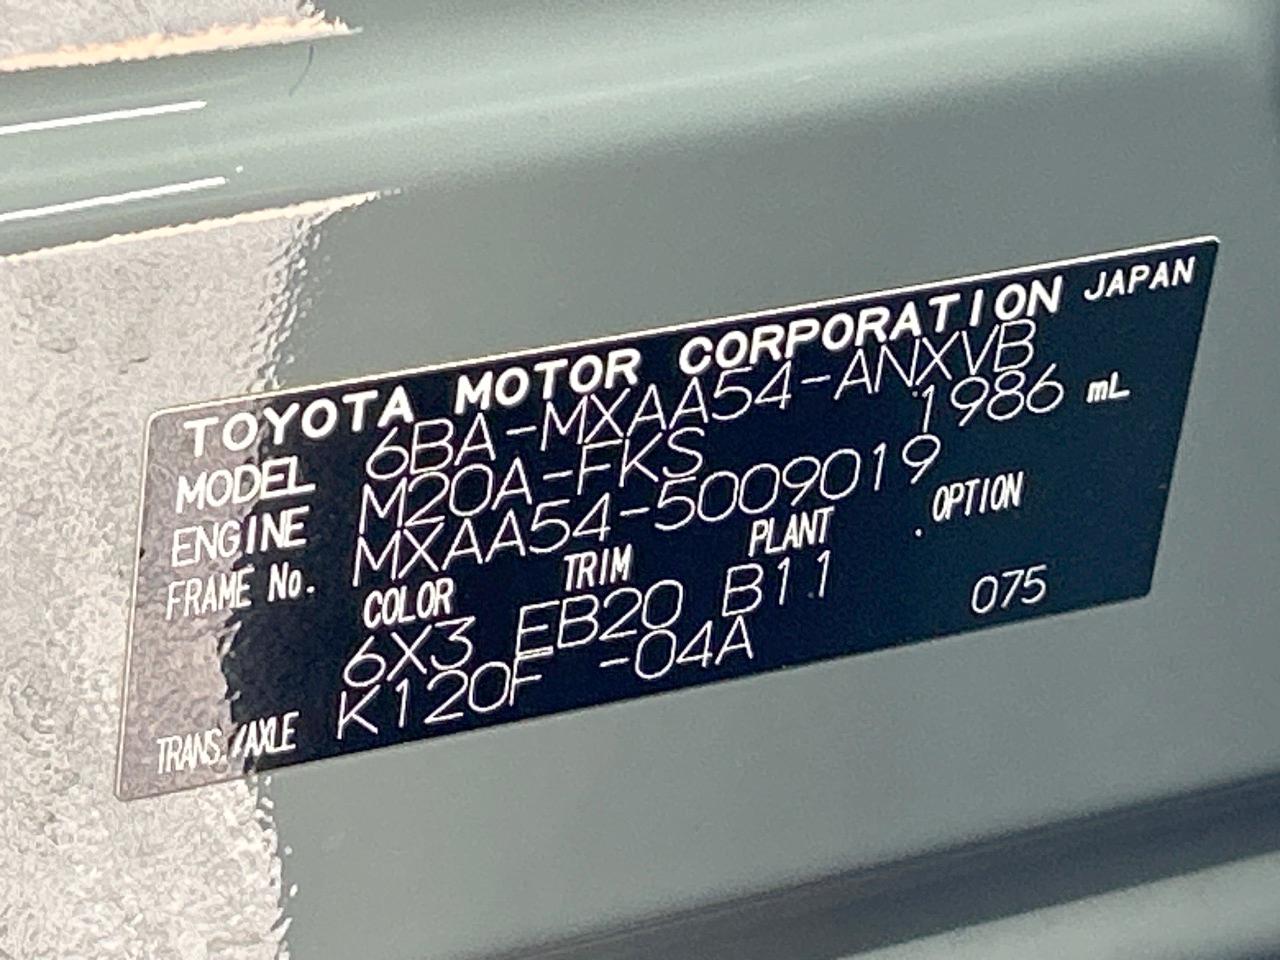 TOYOTA MOTOR CORPORATION JAPAN
MODEL 6BA-MXAA54-ANXVB
ENGINE M20A-FKS 1986 mL
FRAME No. MXAA54-5009019
COLOR TRIM PLANT OPTION
6X3 EB20 B11
TRANS./AXLE K120F -04A 075